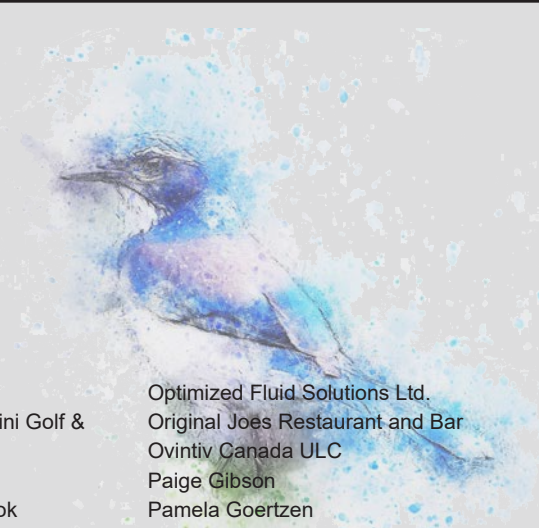 Optimized Fluid Solutions Ltd.
ini Golf &
Original Joes Restaurant and Bar
Ovintiv Canada ULC
Paige Gibson
ok
Pamela Goertzen